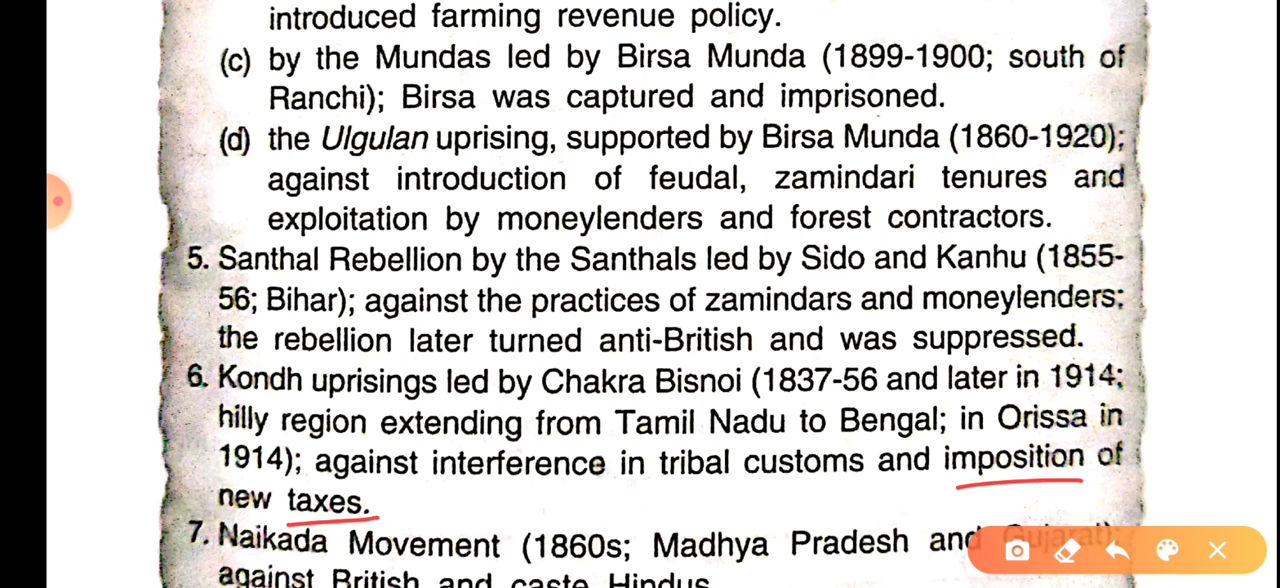 introduced farming revenue policy.
(c) by the Mundas led by Birsa Munda (1899-1900; south of
Ranchi); Birsa was captured and imprisoned.
(d) the Ulgulan uprising, supported by Birsa Munda (1860-1920);
against introduction of feudal, zamindari tenures and
exploitation by moneylenders and forest contractors.
5. Santhal Rebellion by the Santhals led by Sido and Kanhu (1855-
56; Bihar); against the practices of zamindars and moneylenders;
the rebellion later turned anti-British and was suppressed.
6. Kondh uprisings led by Chakra Bisnoi (1837-56 and later in 1914;
hilly region extending from Tamil Nadu to Bengal; in Orissa in
1914); against interference in tribal customs and imposition of
new taxes.
7. Naikada Movement (1860s; Madhya Pradesh and Gujarat);
against British and caste Hindus.